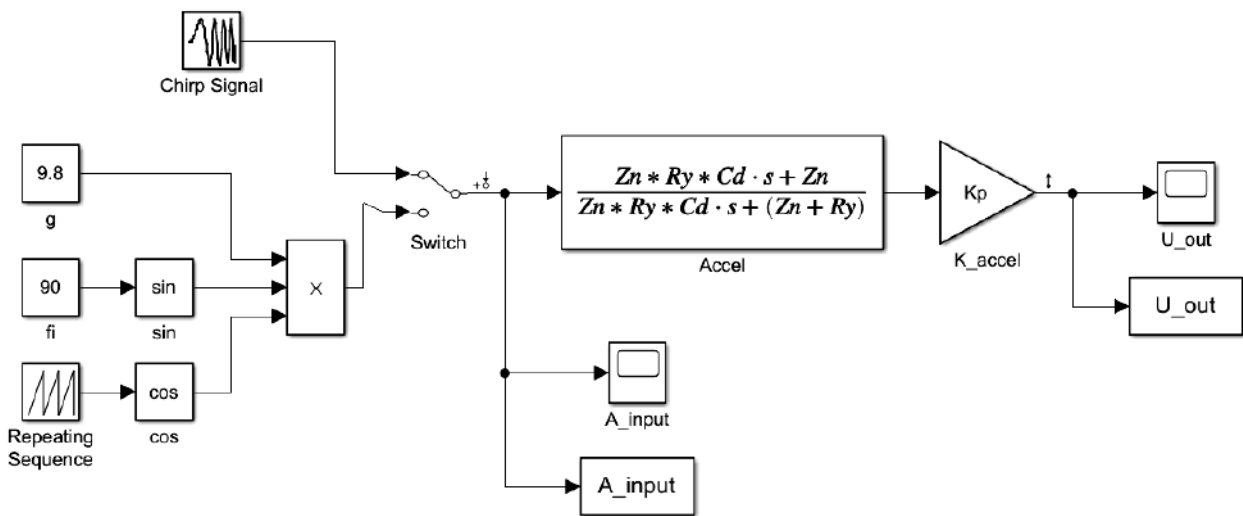 Chirp Signal
9.8
g
90
fi
sin
sin
Repeating
Sequence
cos
cos
X
Switch
Zn * Ry * Cd · s + Zn
Zn * Ry * Cd · s + (Zn + Ry)
Accel
Kp
K_accel
U_out
U_out
A_input
A_input